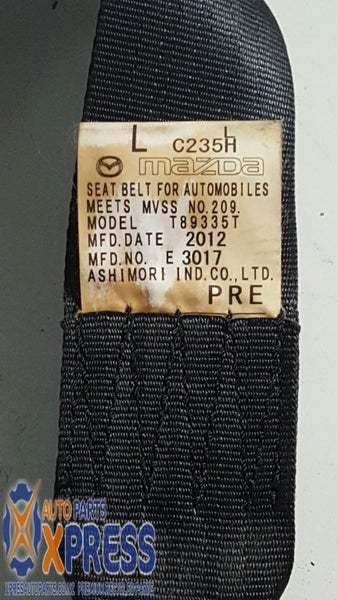 L C235H
mazda
SEAT BELT FOR AUTOMOBILES
MEETS MVSS NO.209.
MODEL T89335T
MFD.DATE 2012
MFD.NO. E 3017
ASHIMORI IND.CO.,LTD.
PRE
AUTO PARTS
XPRESS